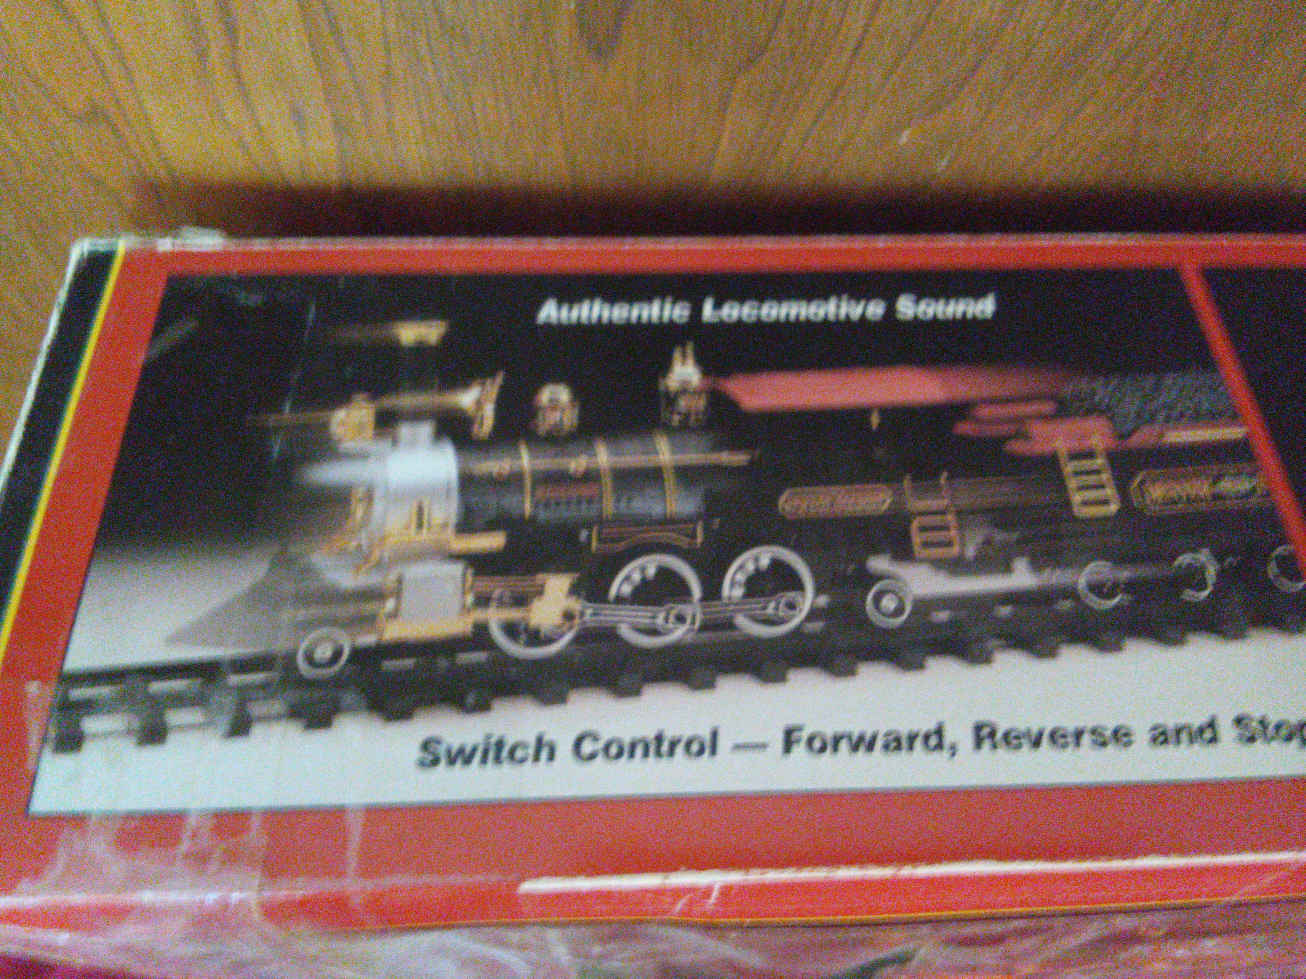 Authentic Locomotive Sound
Switch Control — Forward, Reverse and Stop